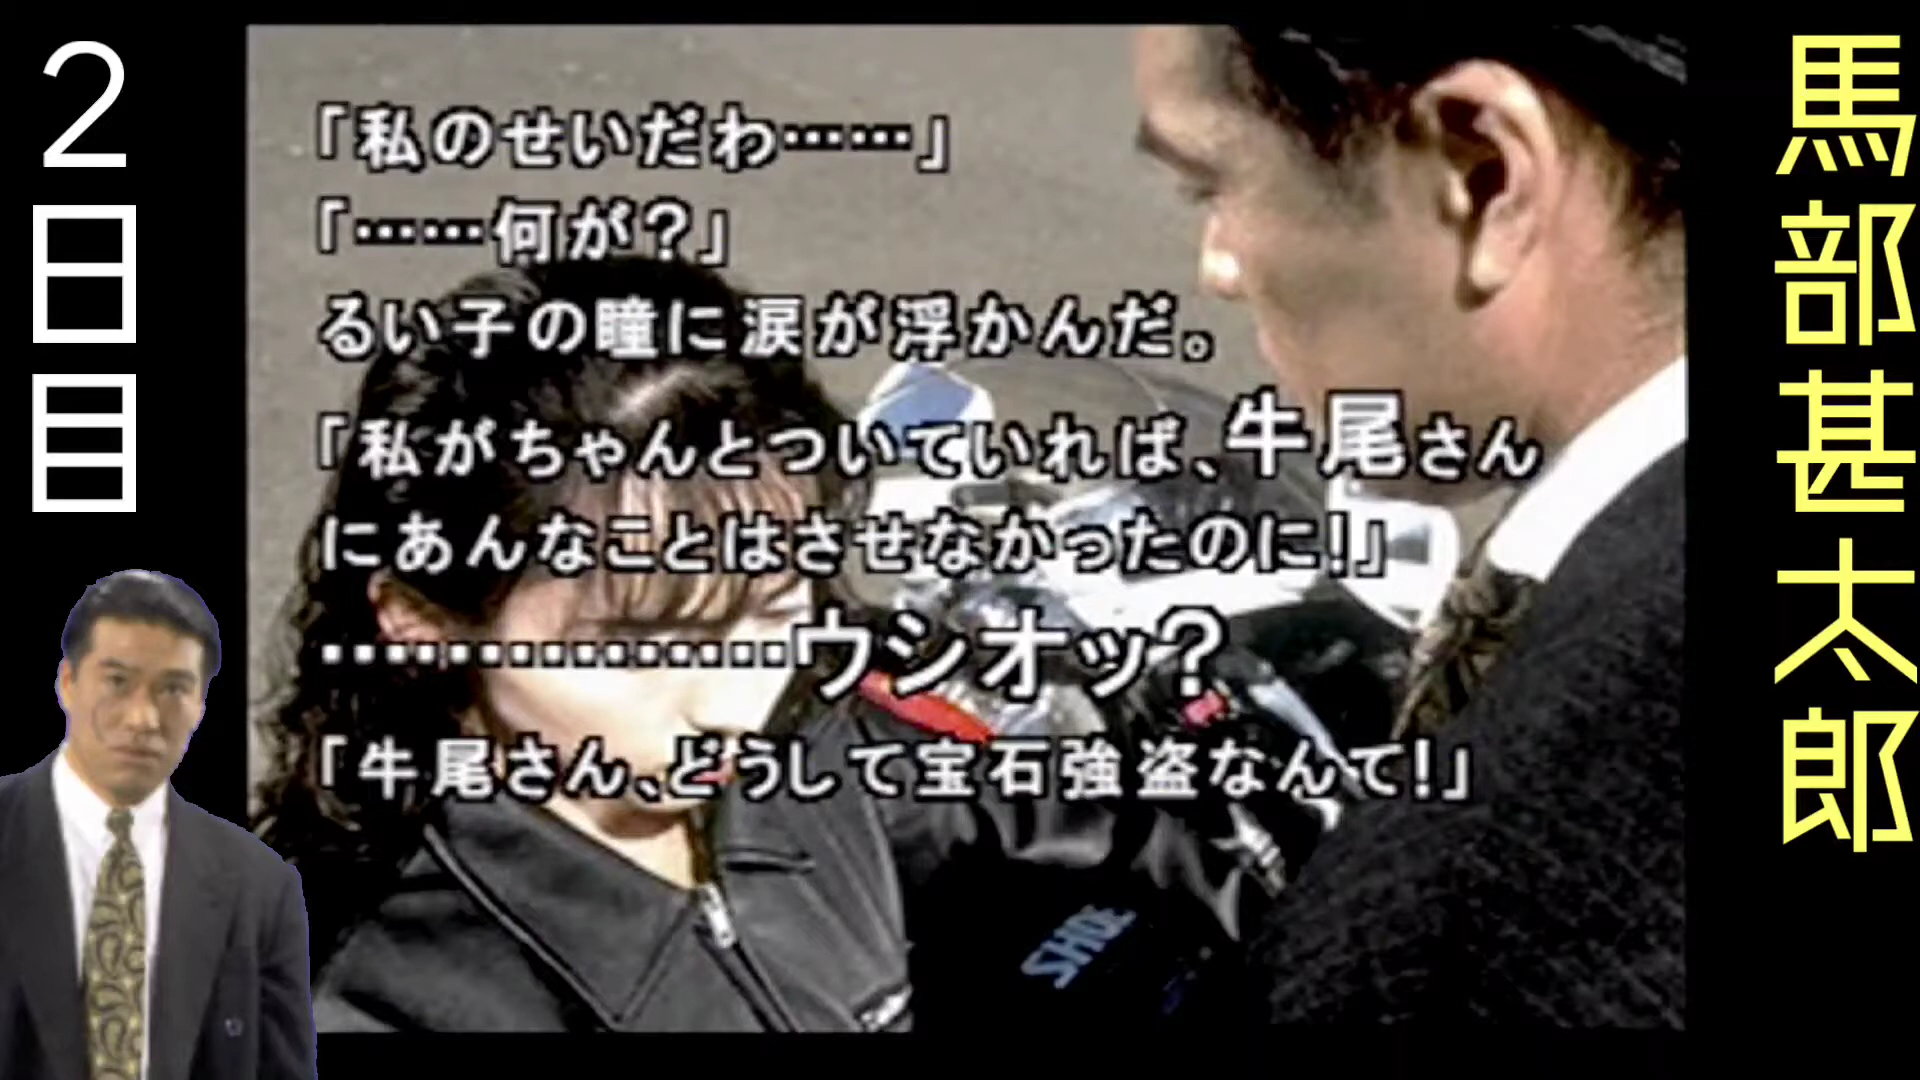 2日目
「私のせいだわ……」
「……何が？」
るい子の瞳に涙が浮かんだ。
「私がちゃんとついていれば、牛尾さん
にあんなことはさせなかったのに！」
……………ウシオッ？
「牛尾さん、どうして宝石強盗なんて！」
馬部甚太郎